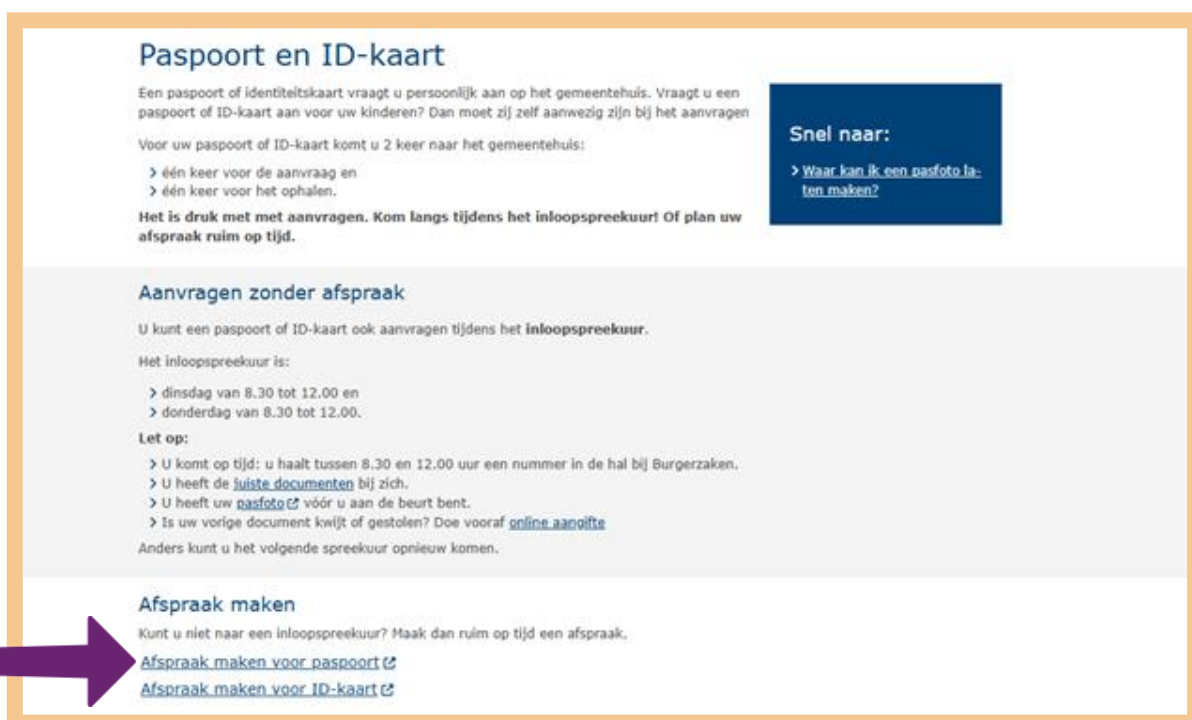 Paspoort en ID-kaart
Een paspoort of identiteitskaart vraagt u persoonlijk aan op het gemeentehuis. Vraagt u een
paspoort of ID-kaart aan voor uw kinderen? Dan moet zij zelf aanwezig zijn bij het aanvragen
Voor uw paspoort of ID-kaart komt u 2 keer naar het gemeentehuis:
één keer voor de aanvraag en
één keer voor het ophalen.
Het is druk met met aanvragen. Kom langs tijdens het inloopspreekuur! Of plan uw
afspraak ruim op tijd.
Snel naar:
Waar kan ik een pasfoto la-
ten maken?
Aanvragen zonder afspraak
U kunt een paspoort of ID-kaart ook aanvragen tijdens het inloopspreekuur.
Het inloopspreekuur is:
dinsdag van 8.30 tot 12.00 en
donderdag van 8.30 tot 12.00.
Let op:
U komt op tijd: u haalt tussen 8.30 en 12.00 uur een nummer in de hal bij Burgerzaken.
U heeft de juiste documenten bij zich.
U heeft uw pasfoto vóór u aan de beurt bent.
Is uw vorige document kwijt of gestolen? Doe vooraf online aangifte
Anders kunt u het volgende spreekuur opnieuw komen.
Afspraak maken
Kunt u niet naar een inloopspreekuur? Maak dan ruim op tijd een afspraak.
Afspraak maken voor paspoort
Afspraak maken voor ID-kaart